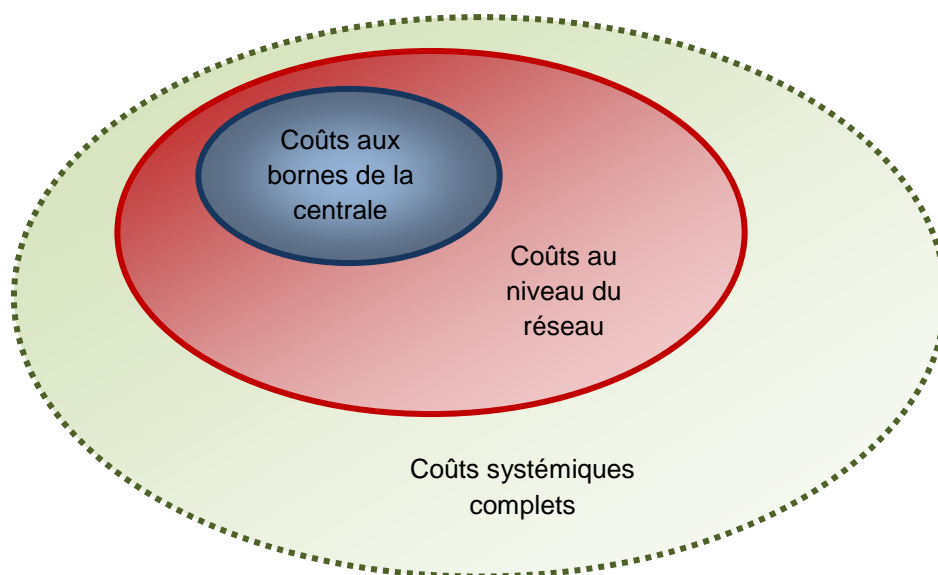 Coûts aux
bornes de la
centrale
Coûts au
niveau du
réseau
Coûts systémiques
complets